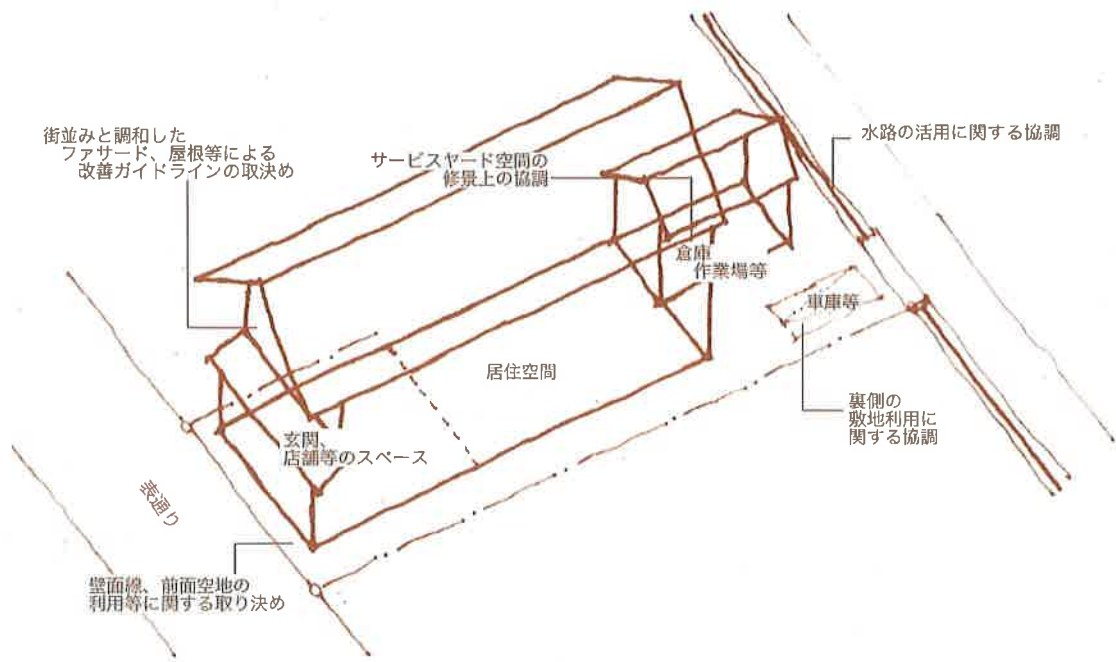 街並みと調和した
ファサード、屋根等による
改善ガイドラインの取決め
サービスヤード空間の
修景上の協調
水路の活用に関する協調
倉庫
作業場等
車庫等
居住空間
裏側の
敷地利用に
関する協調
玄関、
店舗等のスペース
表通り
壁面線、前面空地の
利用等に関する取り決め